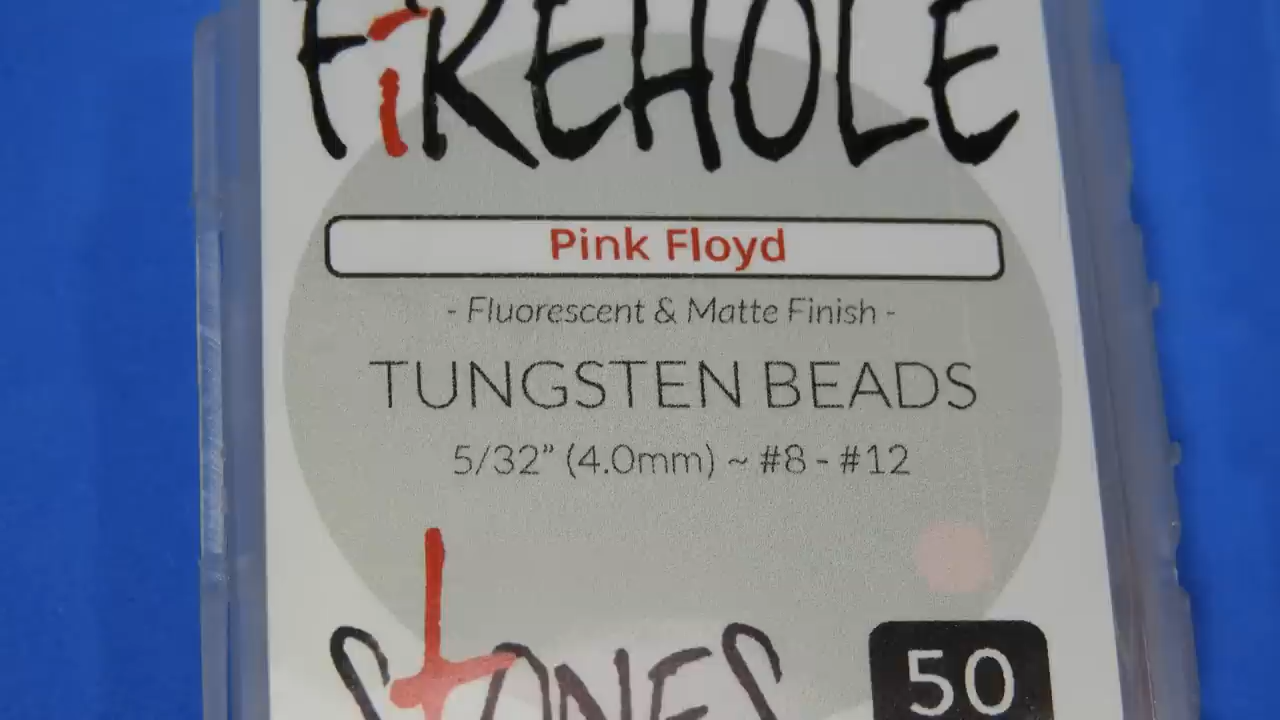 FiREHOLE
Pink Floyd
- Fluorescent & Matte Finish -
TUNGSTEN BEADS
5/32” (4.0mm) ~ #8 - #12
StONES
50